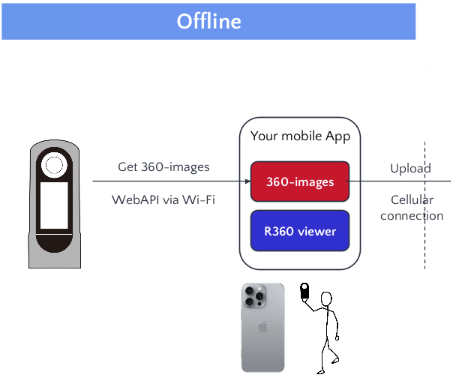 Offline
Your mobile App
Get 360-images
360-images
Upload
WebAPI via Wi-Fi
Cellular
connection
R360 viewer